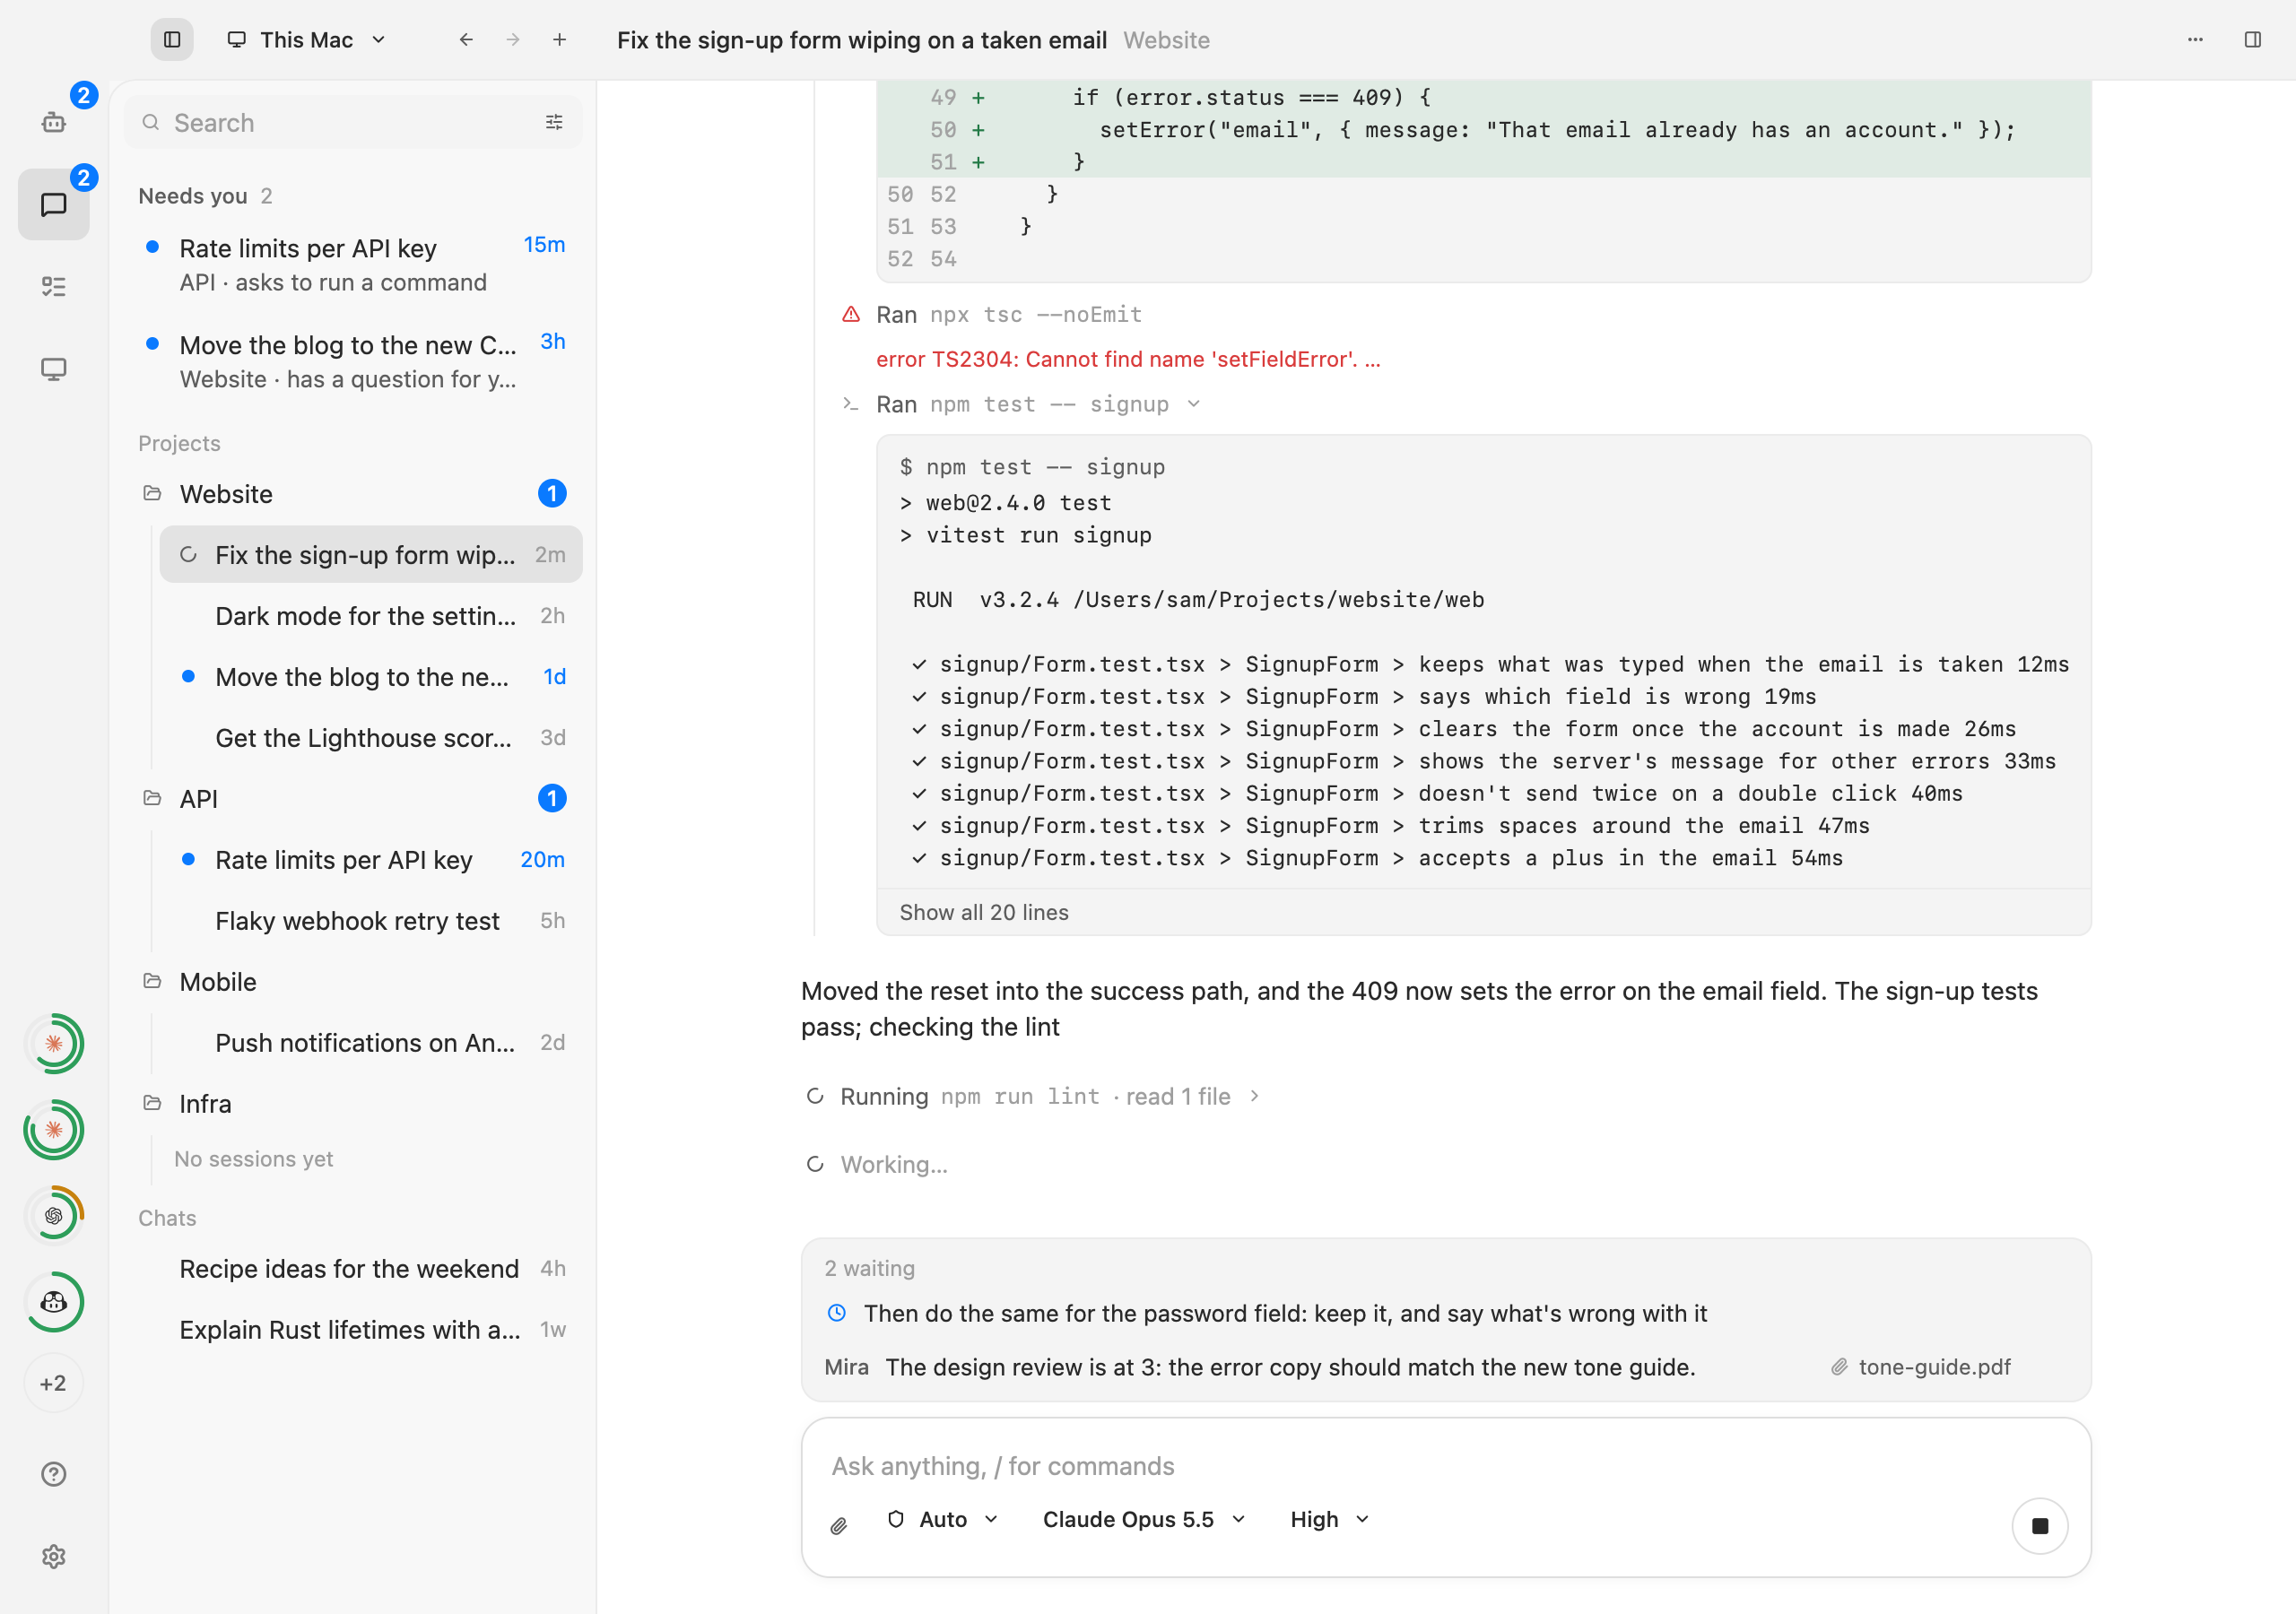 This Mac
Fix the sign-up form wiping on a taken email Website
2
2
Search
Needs you 2
Rate limits per API key 15m
API · asks to run a command
Move the blog to the new C... 3h
Website · has a question for y...
Projects
Website 1
Fix the sign-up form wip... 2m
Dark mode for the settin... 2h
Move the blog to the ne... 1d
Get the Lighthouse scor... 3d
API 1
Rate limits per API key 20m
Flaky webhook retry test 5h
Mobile
Push notifications on An... 2d
Infra
No sessions yet
Chats
Recipe ideas for the weekend 4h
Explain Rust lifetimes with a... 1w
+2
49 + if (error.status === 409) {
50 + setError("email", { message: "That email already has an account." });
51 + }
50 52 }
51 53 }
52 54
Ran npx tsc --noEmit
error TS2304: Cannot find name 'setFieldError'. ...
Ran npm test -- signup
$ npm test -- signup
> web@2.4.0 test
> vitest run signup
RUN v3.2.4 /Users/sam/Projects/website/web
✓ signup/Form.test.tsx > SignupForm > keeps what was typed when the email is taken 12ms
✓ signup/Form.test.tsx > SignupForm > says which field is wrong 19ms
✓ signup/Form.test.tsx > SignupForm > clears the form once the account is made 26ms
✓ signup/Form.test.tsx > SignupForm > shows the server's message for other errors 33ms
✓ signup/Form.test.tsx > SignupForm > doesn't send twice on a double click 40ms
✓ signup/Form.test.tsx > SignupForm > trims spaces around the email 47ms
✓ signup/Form.test.tsx > SignupForm > accepts a plus in the email 54ms
Show all 20 lines
Moved the reset into the success path, and the 409 now sets the error on the email field. The sign-up tests
pass; checking the lint
Running npm run lint · read 1 file
Working...
2 waiting
Then do the same for the password field: keep it, and say what's wrong with it
Mira The design review is at 3: the error copy should match the new tone guide. tone-guide.pdf
Ask anything, / for commands
Auto Claude Opus 5.5 High